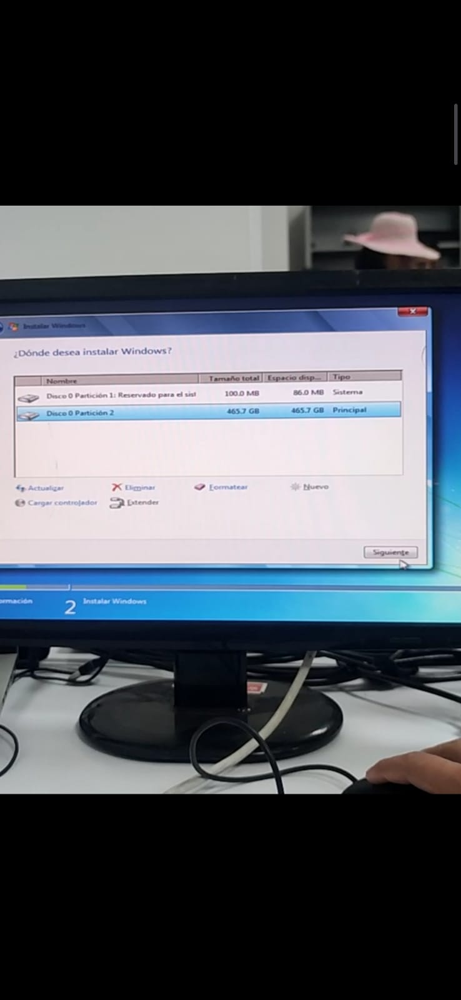 Instalar Windows
¿Dónde desea instalar Windows?
Nombre Tamaño total Espacio disp... Tipo
Disco 0 Partición 1: Reservado para el sist 100.0 MB 86.0 MB Sistema
Disco 0 Partición 2 465.7 GB 465.7 GB Principal
Actualizar Eliminar Formatear Nuevo
Cargar controlador Extender
Siguiente
ormación 2 Instalar Windows